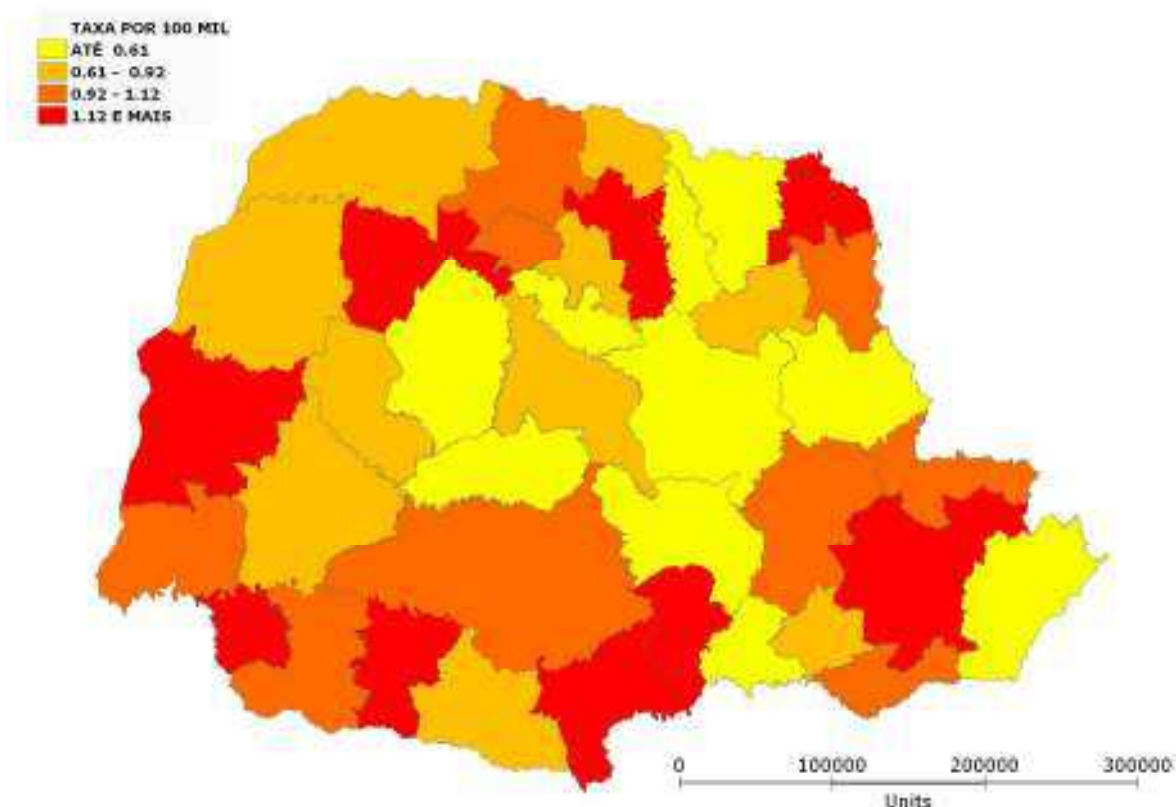 TAXA POR 100 MIL
ATÉ 0.61
0.61 - 0.92
0.92 - 1.12
1.12 E MAIS
0 100000 200000 300000
Units